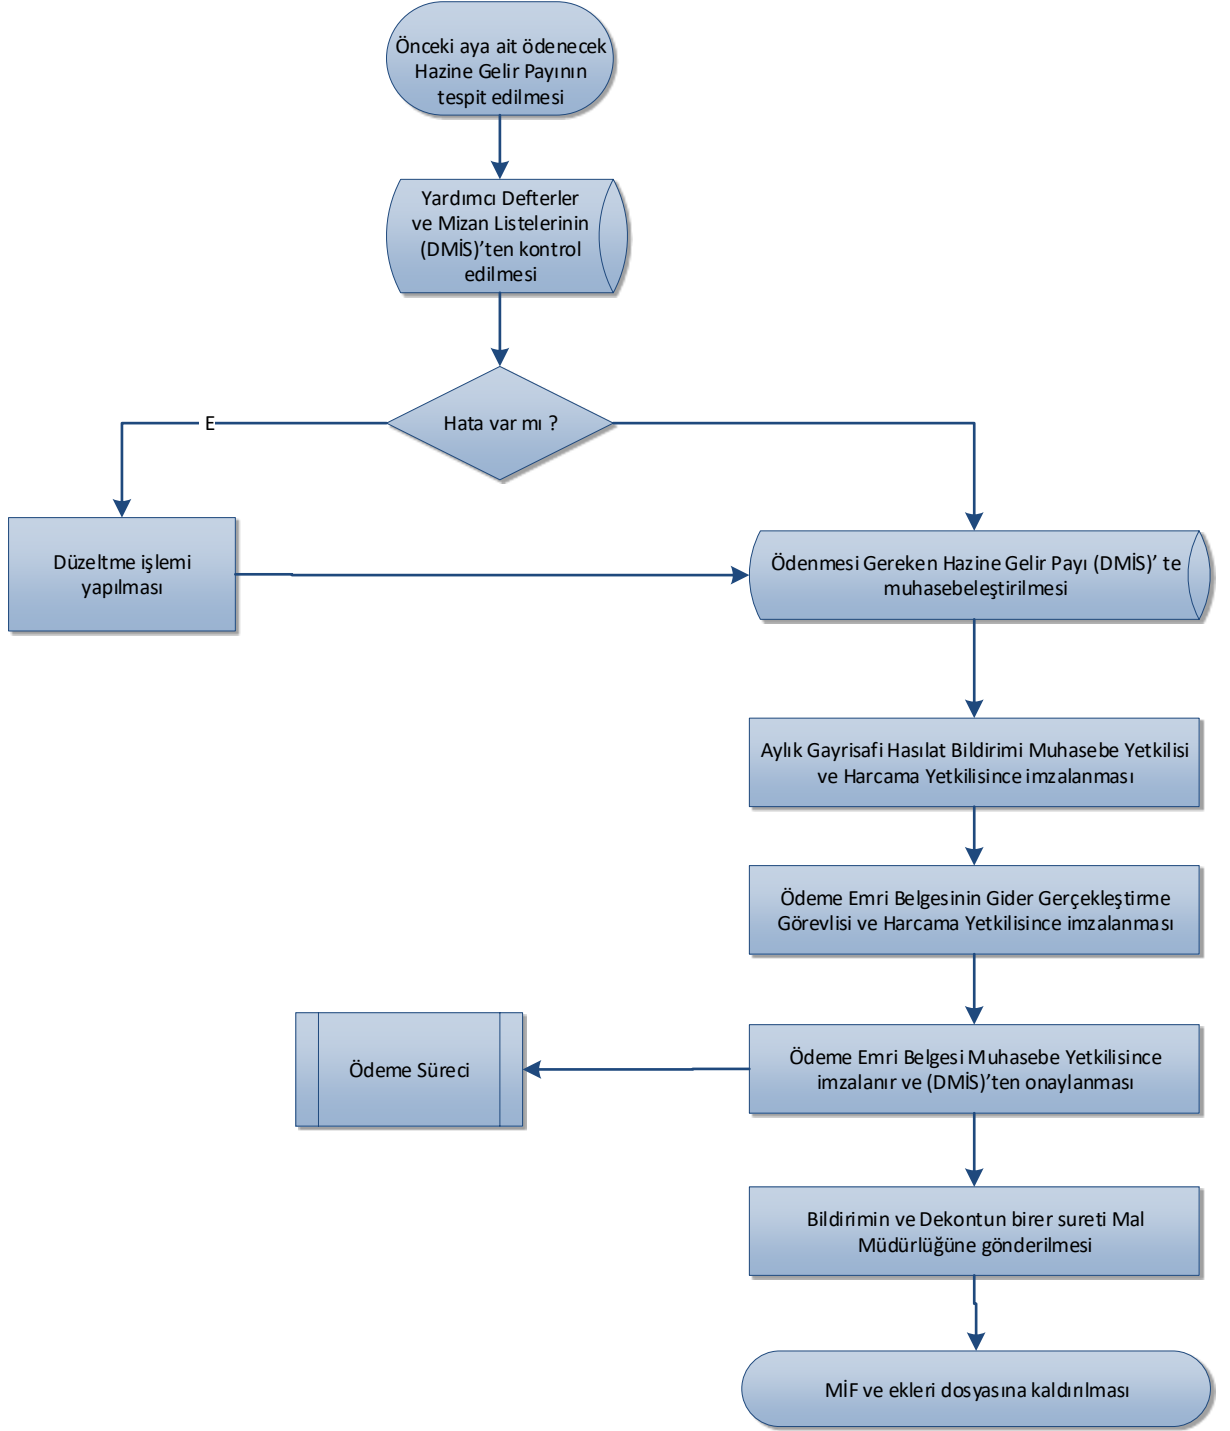 Önceki aya ait ödenecek
Hazine Gelir Payının
tespit edilmesi
Yardımcı Defterler
ve Mizan Listelerinin
(DMİS)’ten kontrol
edilmesi
Hata var mı ?
E
Düzeltme işlemi
yapılması
Ödenmesi Gereken Hazine Gelir Payı (DMİS)’ te
muhasebeleştirilmesi
Aylık Gayrisafi Hasılat Bildirimi Muhasebe Yetkilisi
ve Harcama Yetkilisince imzalanması
Ödeme Emri Belgesinin Gider Gerçekleştirme
Görevlisi ve Harcama Yetkilisince imzalanması
Ödeme Süreci
Ödeme Emri Belgesi Muhasebe Yetkilisince
imzalanır ve (DMİS)’ten onaylanması
Bildirimin ve Dekontun birer sureti Mal
Müdürlüğüne gönderilmesi
MİF ve ekleri dosyasına kaldırılması